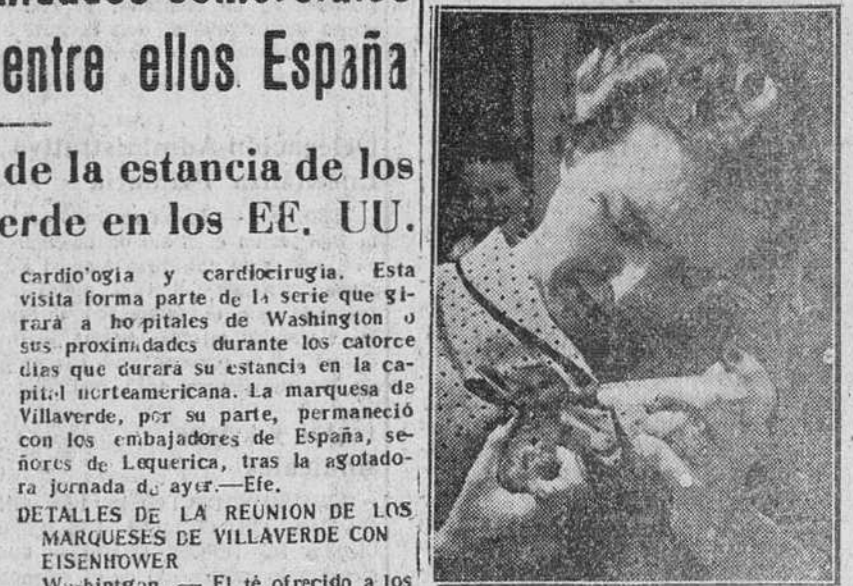 entre ellos España
de la estancia de los
erde en los EE. UU.
cardio'ogia y cardiocirugia. Esta
visita forma parte de la serie que gi-
rará a hospitales de Washington o
sus proximidades durante los catorce
días que durará su estancia en la ca-
pital norteamericana. La marquesa de
Villaverde, por su parte, permaneció
con los embajadores de España, se-
ñores de Lequerica, tras la agotado-
ra jornada de ayer.—Efe.
DETALLES DE LA REUNION DE LOS
MARQUESES DE VILLAVERDE CON
EISENHOWER
Washington. — El té ofrecido a los